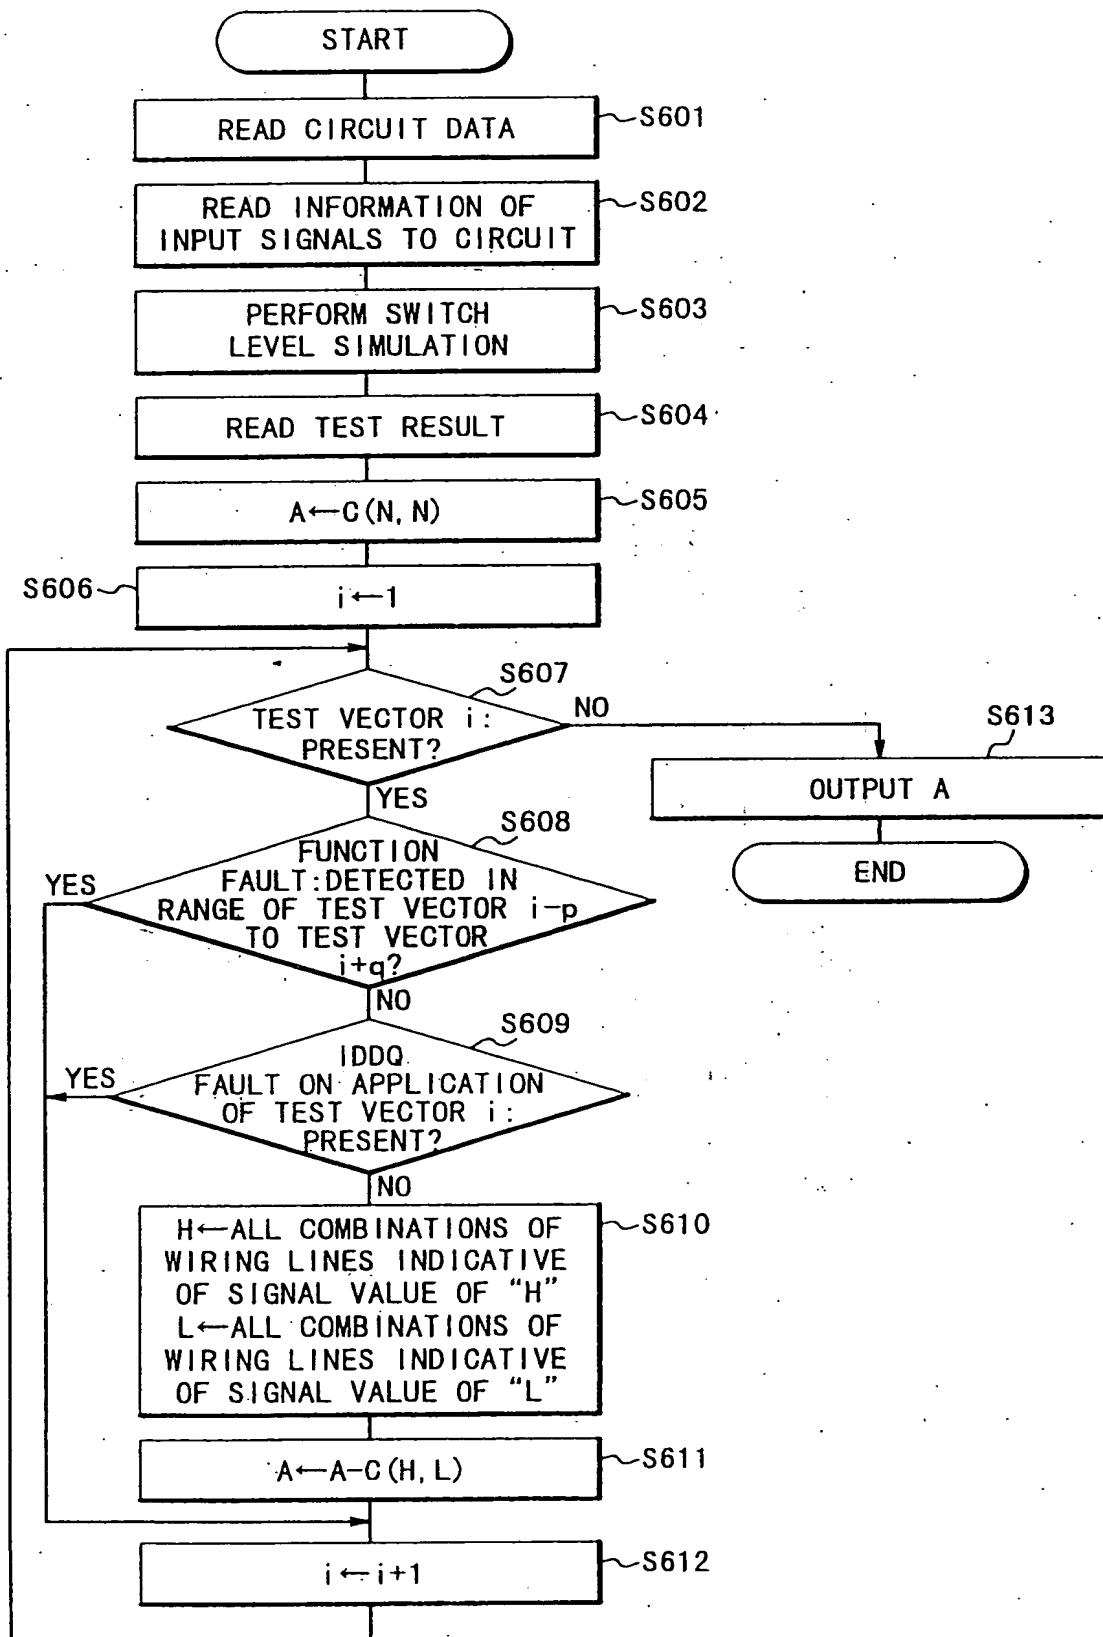 START
READ CIRCUIT DATA
S601
READ INFORMATION OF
INPUT SIGNALS TO CIRCUIT
S602
PERFORM SWITCH
LEVEL SIMULATION
S603
READ TEST RESULT
S604
A←C(N, N)
S605
S606
i←1
S607
TEST VECTOR i:
PRESENT?
NO
YES
S613
OUTPUT A
END
S608
FUNCTION
FAULT:DETECTED IN
RANGE OF TEST VECTOR i-p
TO TEST VECTOR
i+q?
YES
NO
S609
IDDQ
FAULT ON APPLICATION
OF TEST VECTOR i:
PRESENT?
YES
NO
H←ALL COMBINATIONS OF
WIRING LINES INDICATIVE
OF SIGNAL VALUE OF “H”
L←ALL COMBINATIONS OF
WIRING LINES INDICATIVE
OF SIGNAL VALUE OF “L”
S610
A←A-C(H, L)
S611
i←i+1
S612